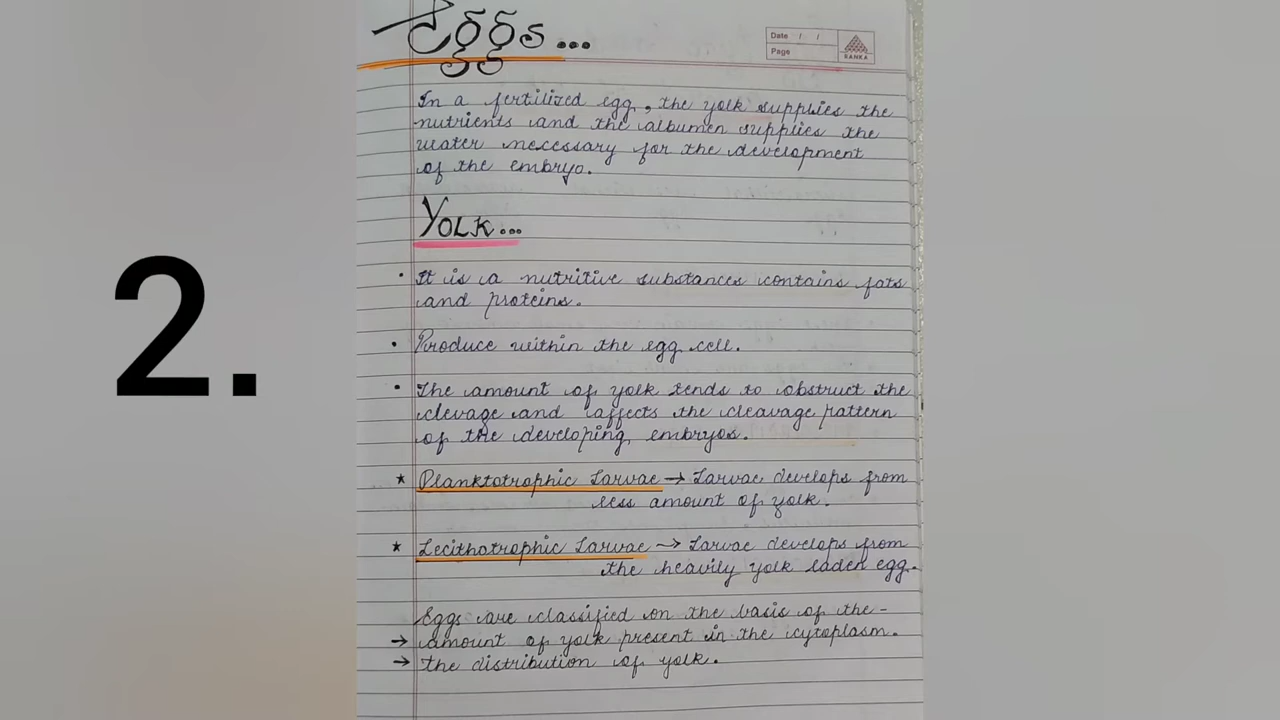 Eggs...
Date / /
Page
SANKA
In a fertilized egg, the yolk supplies the
nutrients and the albumen supplies the
water necessary for the development
of the embryo.
YOLK...
• It is a nutritive substances contains fats
and proteins.
• Produce within the egg cell.
• The amount of yolk tends to obstruct the
clevage and affects the cleavage pattern
of the developing embryos.
2.
★ Planktotrophic Larvae → Larvae develops from
less amount of yolk.
★ Lecithotrophic Larvae → Larvae develops from
the heavily yolk laden egg.
Eggs are classified on the basis of the-
→ amount of yolk present in the cytoplasm.
→ the distribution of yolk.